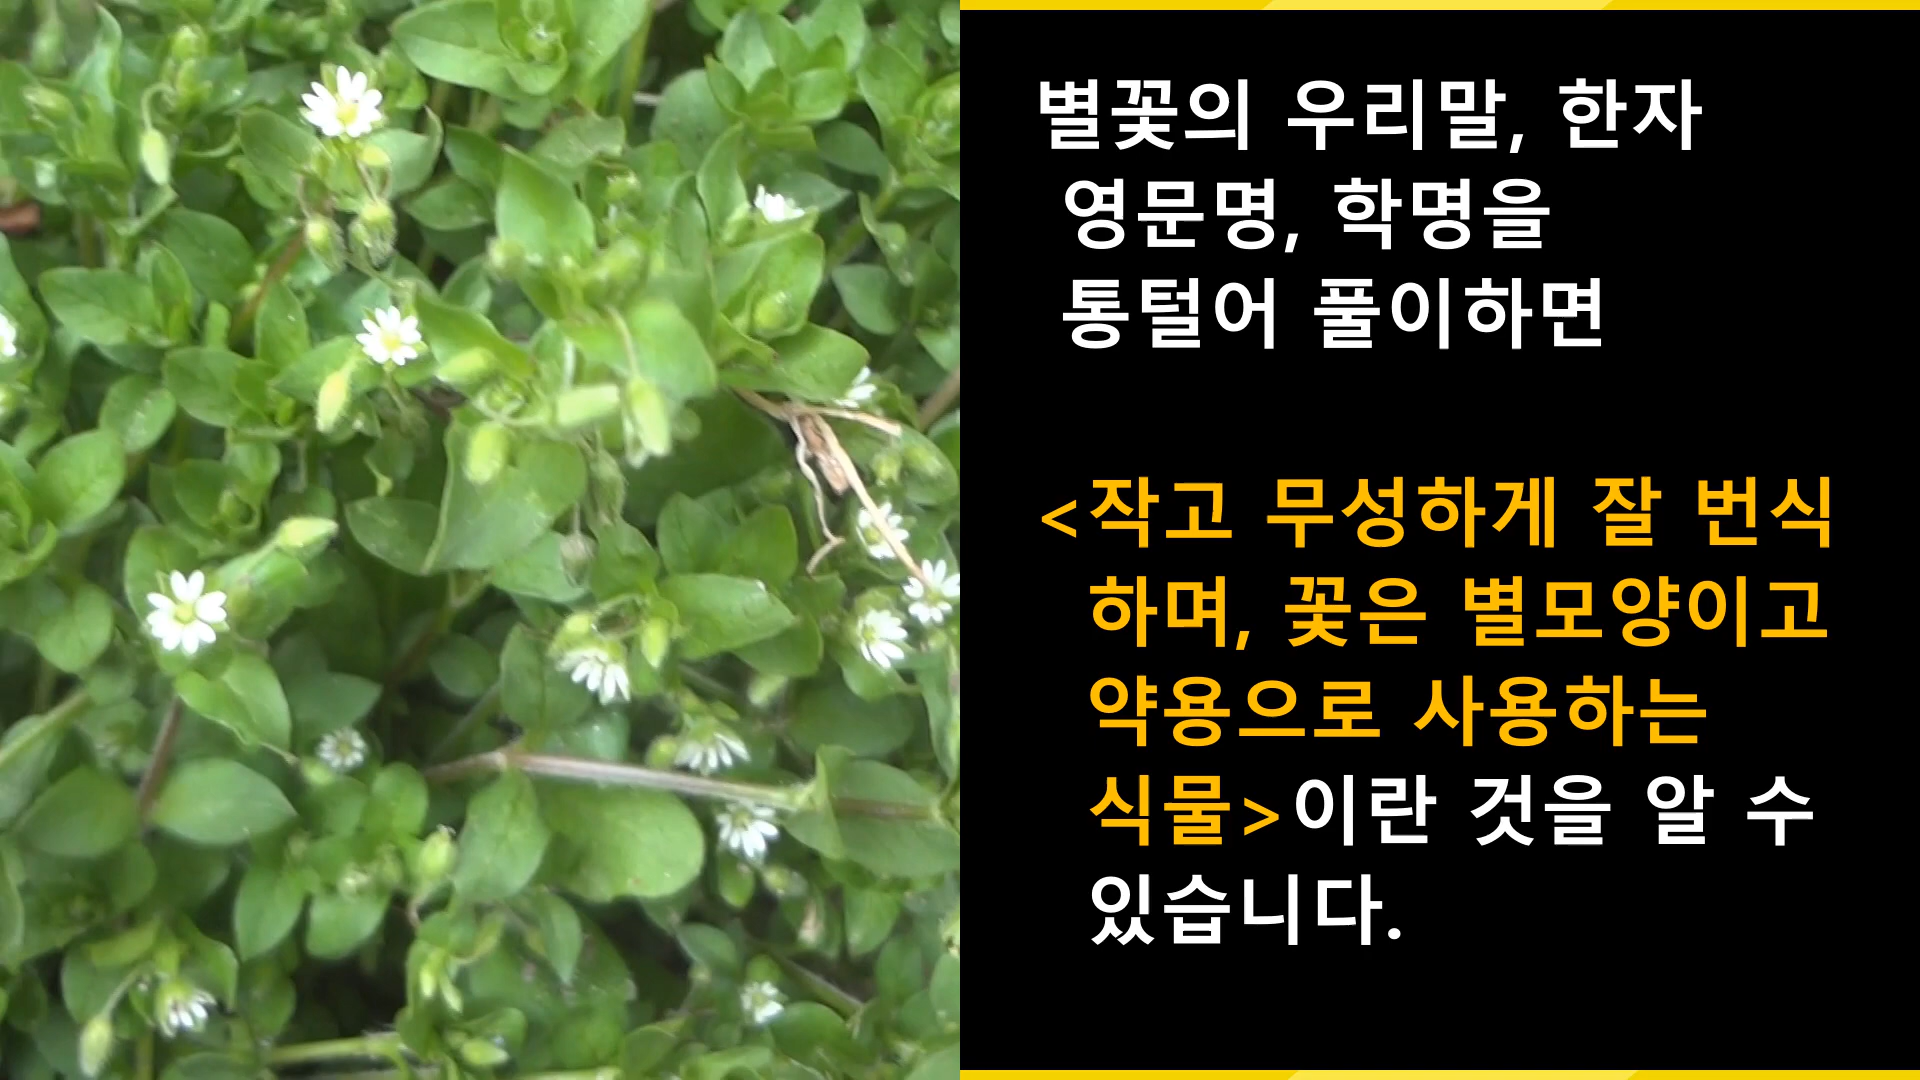 별꽃의 우리말, 한자
영문명, 학명을
통털어 풀이하면
<작고 무성하게 잘 번식
하며, 꽃은 별모양이고
약용으로 사용하는
식물>이란 것을 알 수
있습니다.